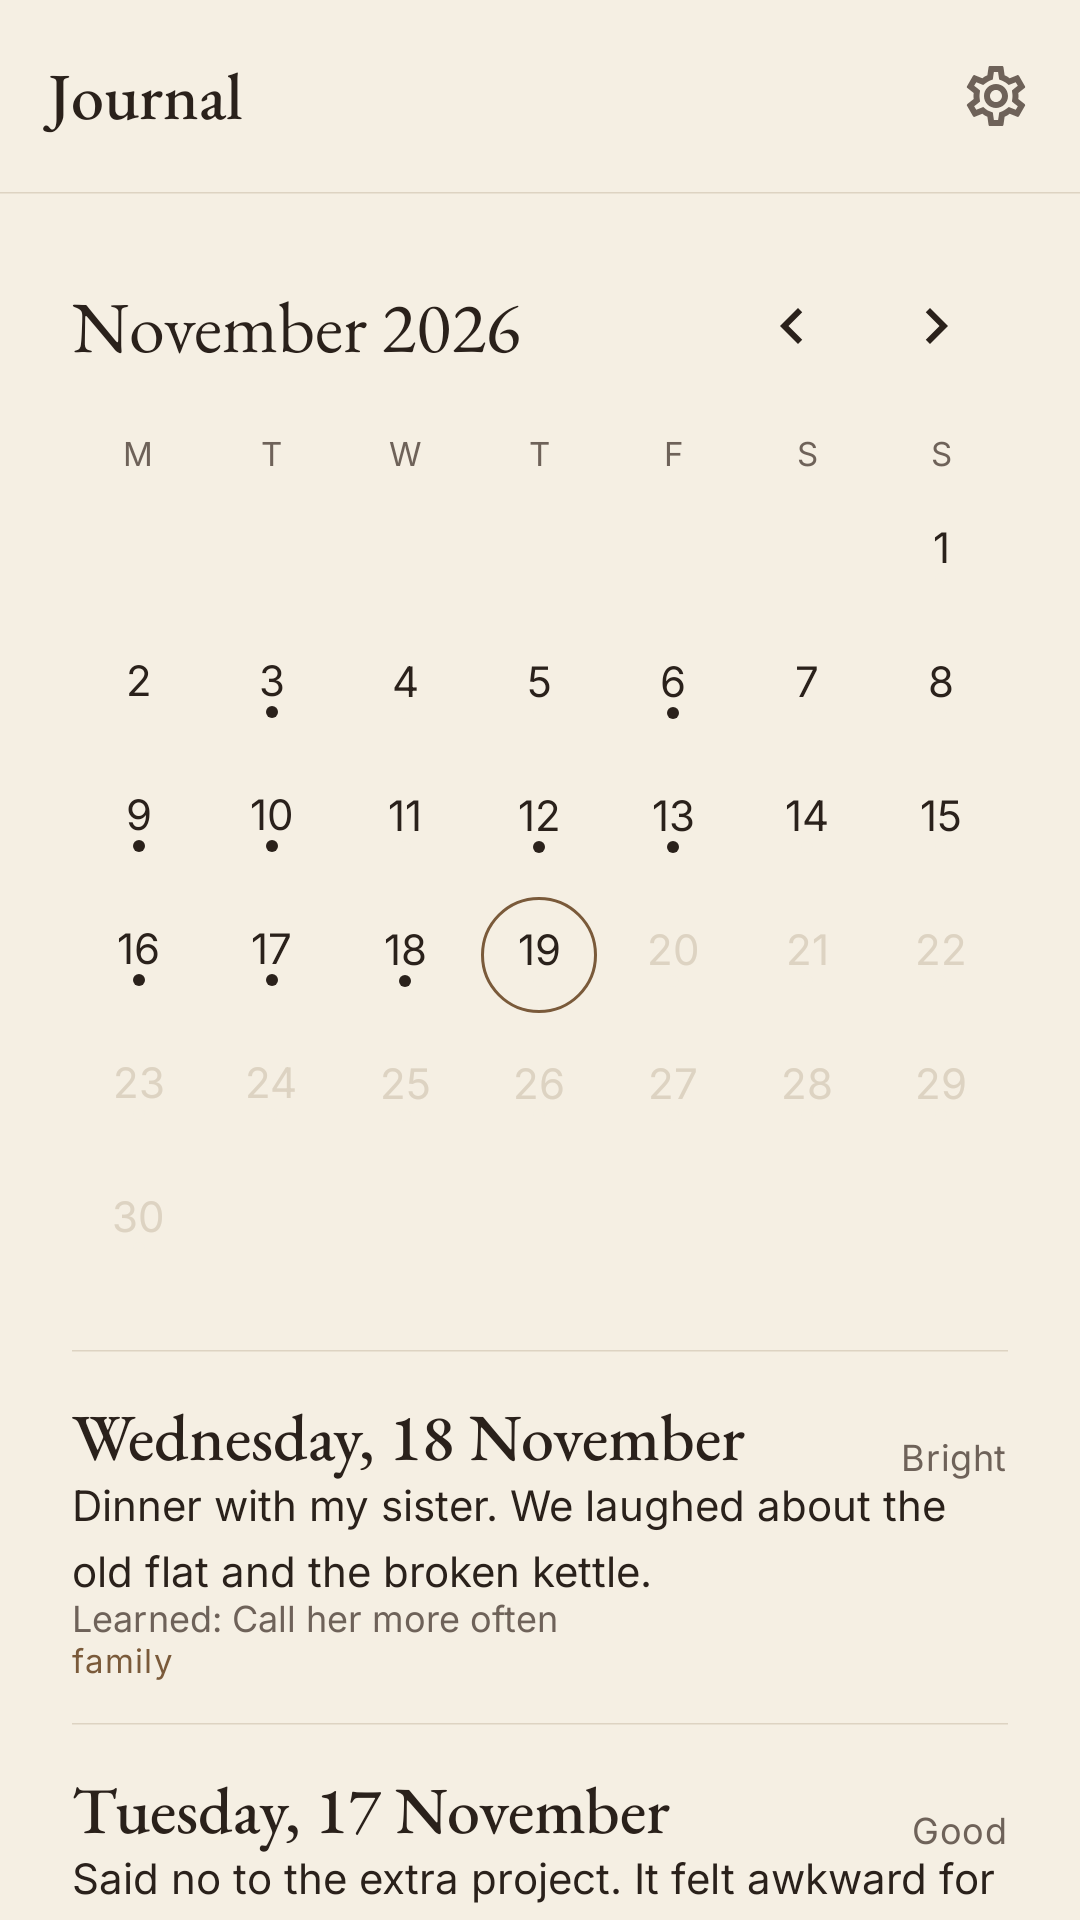 Journal
November 2026
M T W T F S S
1
2 3 4 5 6 7 8
9 10 11 12 13 14 15
16 17 18 19 20 21 22
23 24 25 26 27 28 29
30
Wednesday, 18 November
Bright
Dinner with my sister. We laughed about the
old flat and the broken kettle.
Learned: Call her more often
family
Tuesday, 17 November
Good
Said no to the extra project. It felt awkward for